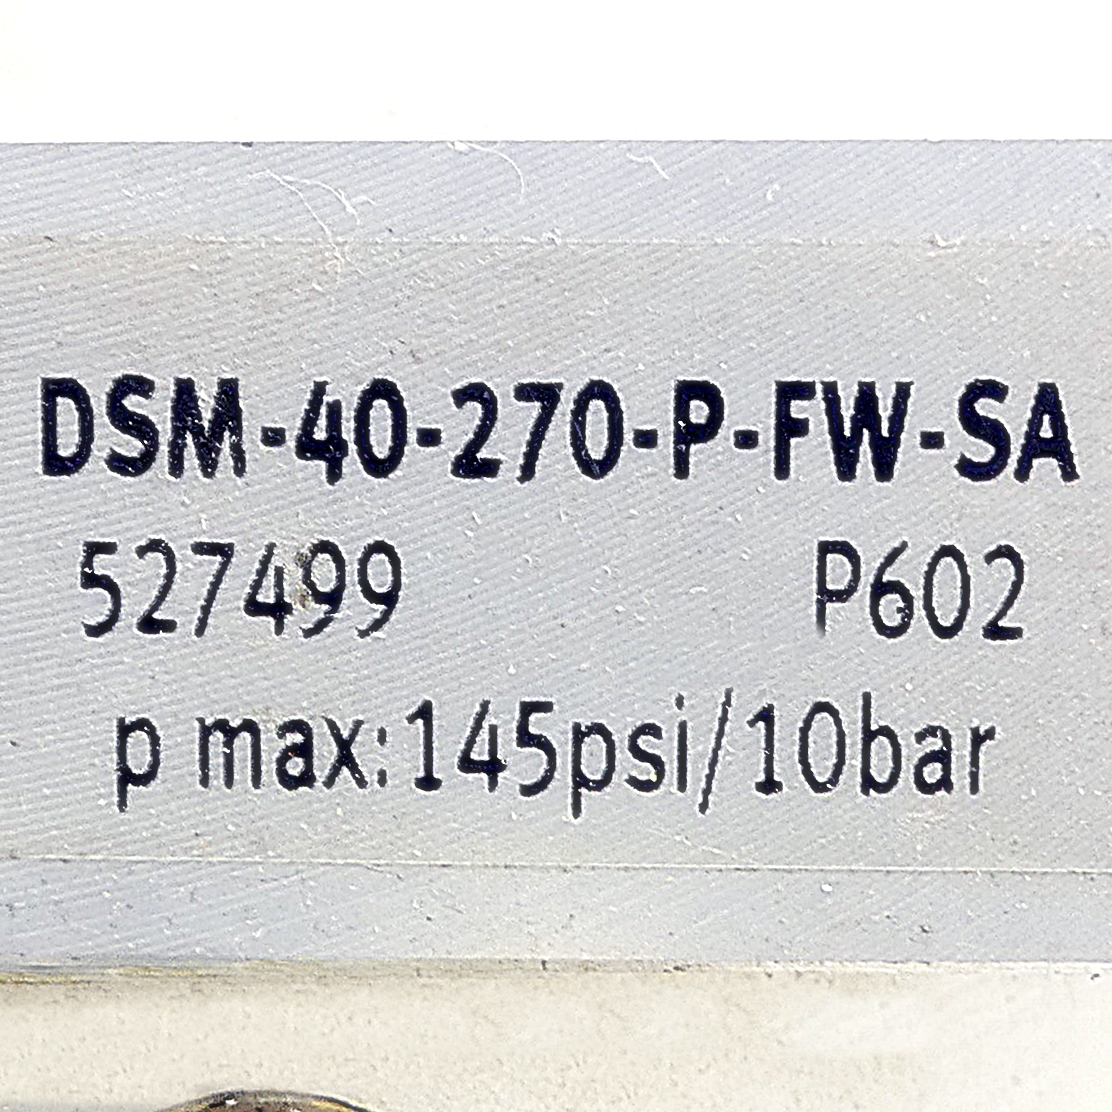 DSM-40-270-P-FW-SA
527499 P602
p max:145psi/10bar